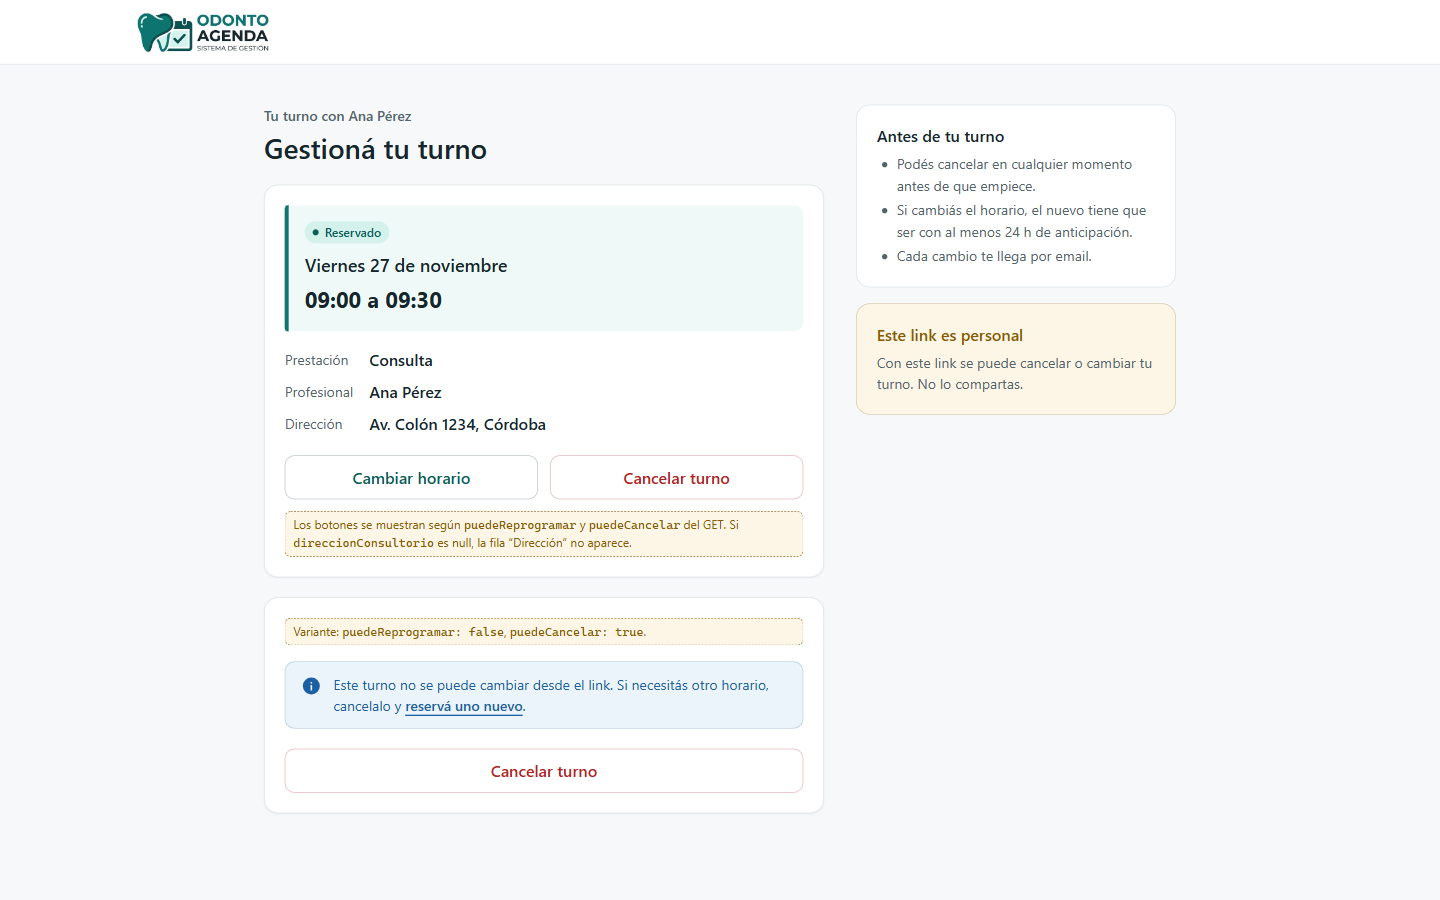 ODONTO
AGENDA
SISTEMA DE GESTIÓN
Tu turno con Ana Pérez
Gestioná tu turno
Reservado
Viernes 27 de noviembre
09:00 a 09:30
Prestación Consulta
Profesional Ana Pérez
Dirección Av. Colón 1234, Córdoba
Cambiar horario
Cancelar turno
Los botones se muestran según puedeReprogramar y puedeCancelar del GET. Si
direccionConsultorio es null, la fila “Dirección” no aparece.
Variante: puedeReprogramar: false, puedeCancelar: true.
Este turno no se puede cambiar desde el link. Si necesitás otro horario,
cancelalo y reservá uno nuevo.
Cancelar turno
Antes de tu turno
• Podés cancelar en cualquier momento
antes de que empiece.
• Si cambiás el horario, el nuevo tiene que
ser con al menos 24 h de anticipación.
• Cada cambio te llega por email.
Este link es personal
Con este link se puede cancelar o cambiar tu
turno. No lo compartas.